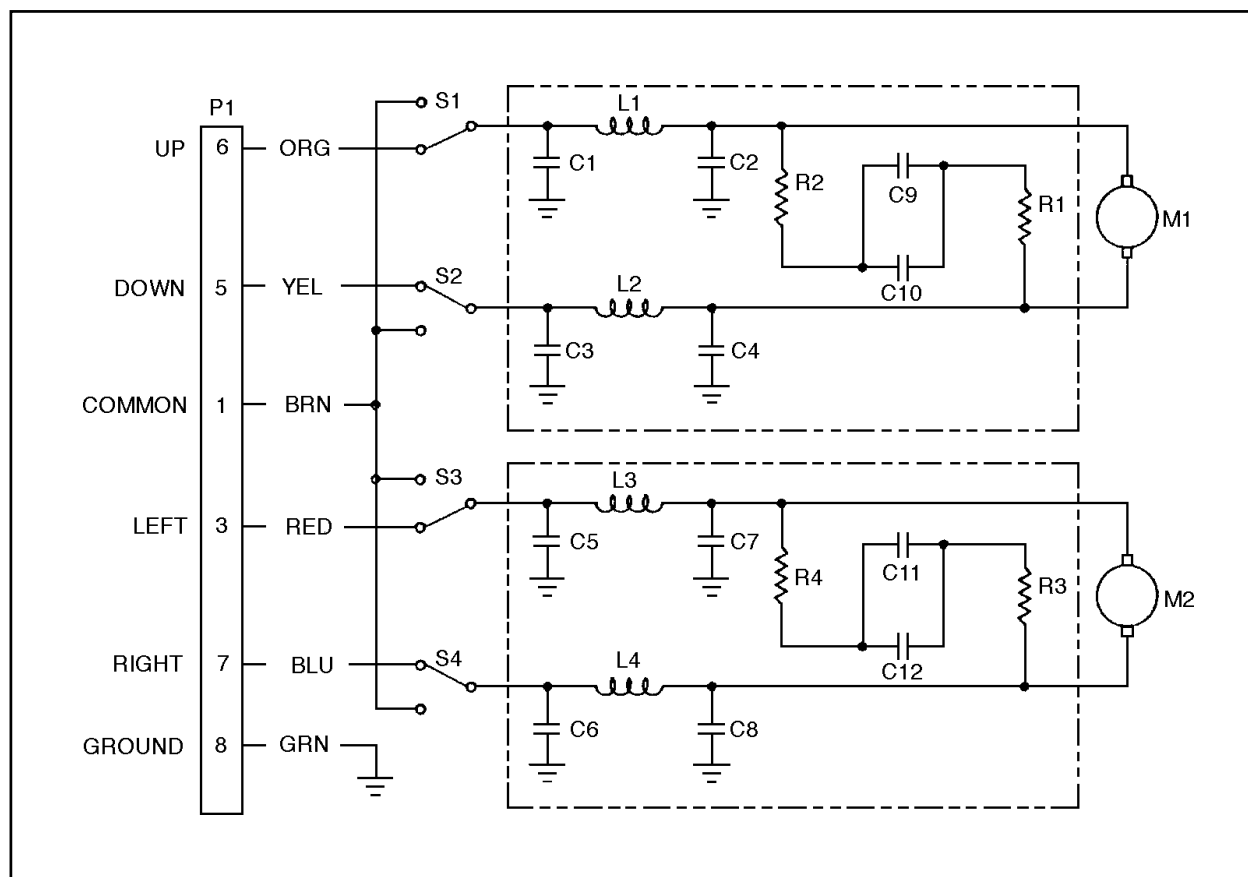 P1
S1
L1
UP 6 ORG
C1 C2 R2 C9 R1 M1
C10
S2
DOWN 5 YEL
L2
C3 C4
COMMON 1 BRN
S3
L3
LEFT 3 RED
C5 C7 R4 C11 R3 M2
C12
RIGHT 7 BLU S4
L4
C6 C8
GROUND 8 GRN